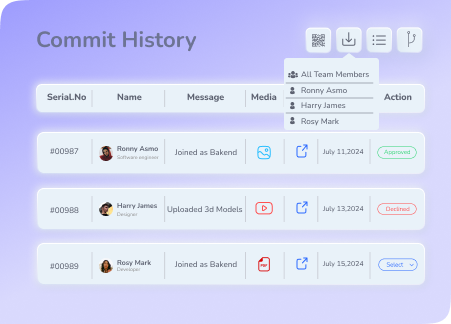 Commit History
All Team Members
Ronny Asmo
Harry James
Rosy Mark
Serial.No Name Message Media Action
#00987 Ronny Asmo Joined as Bakend July 11,2024 Approved
Software engineer
#00988 Harry James Uploaded 3d Models July 13,2024 Declined
Designer
#00989 Rosy Mark Joined as Bakend July 15,2024 Select
Developer